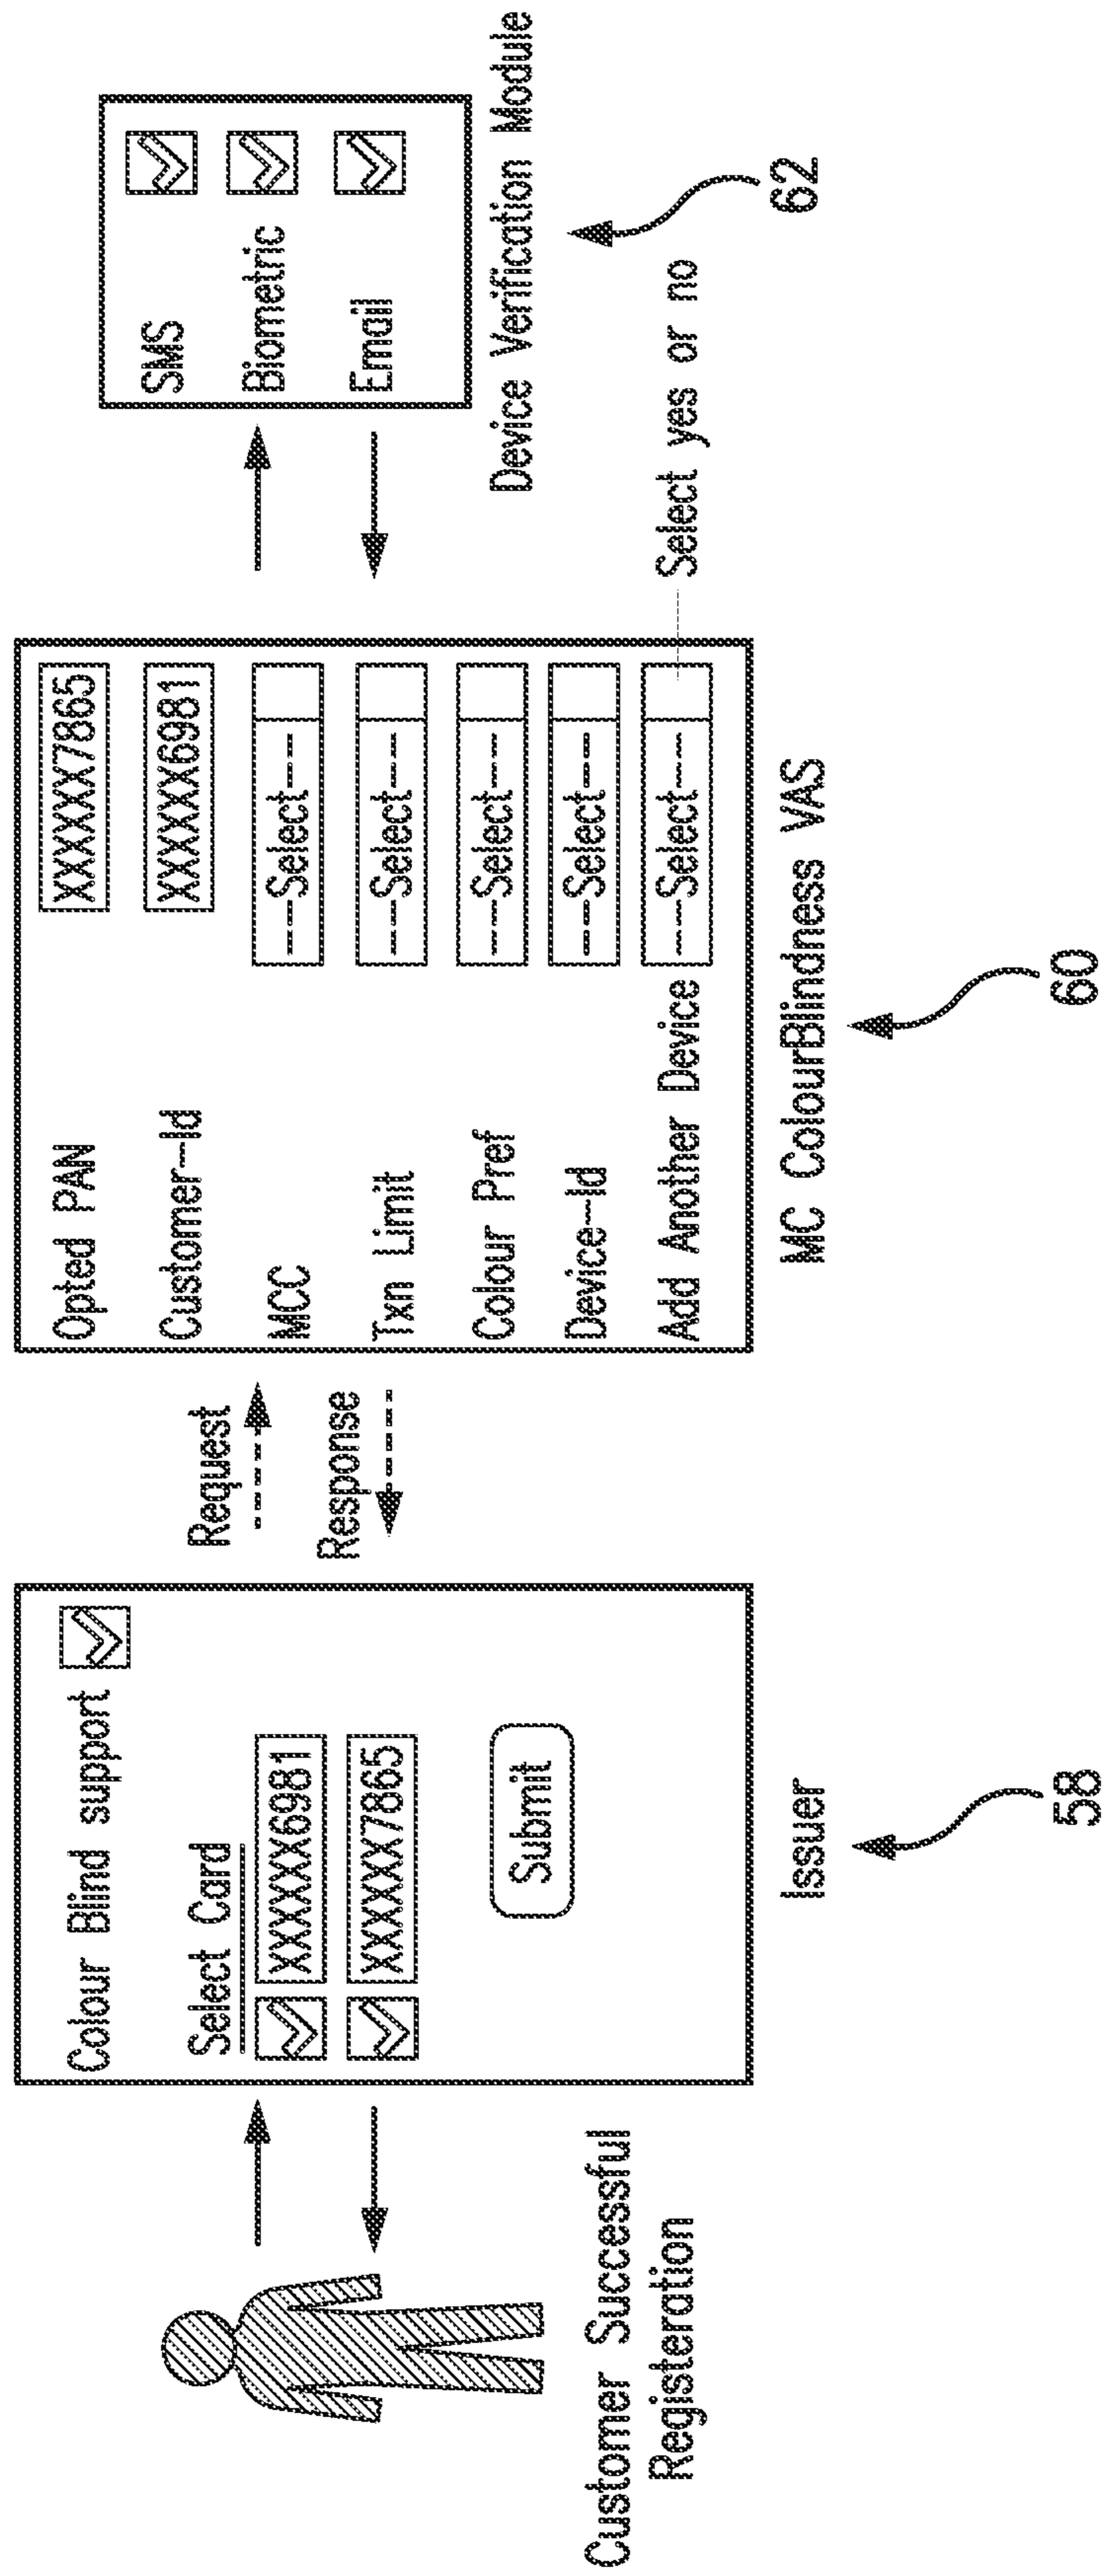 Colour Blind support
Select Card
XXXXXX6981
XXXXXX7865
Submit
Issuer
58
Customer Successful
Registeration
Request
Response
Opted PAN XXXXXX7865
Customer-Id XXXXXX6981
MCC ----Select----
Txn Limit ----Select----
Colour Pref ----Select----
Device-Id ----Select----
Add Another Device ----Select----
Select yes or no
MC ColourBlindness VAS
60
SMS
Biometric
Email
Device Verification Module
62